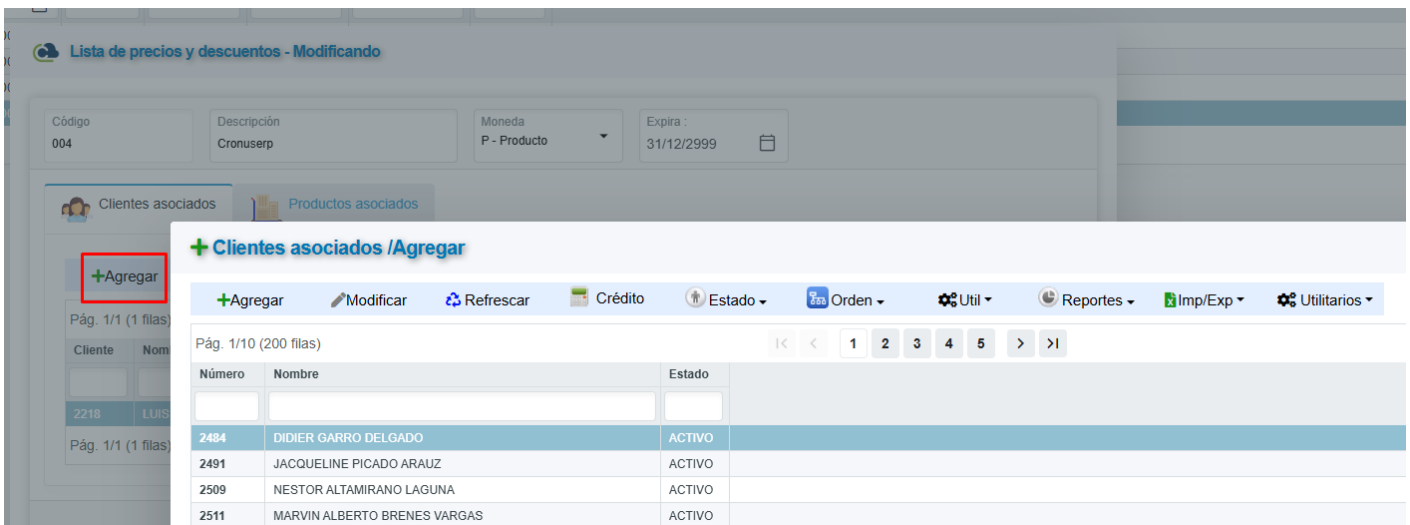 Lista de precios y descuentos - Modificando
Código
Descripción
Moneda
Expira :
004
Cronuserp
P - Producto
31/12/2999
Clientes asociados
Productos asociados
Agregar
Pág. 1/1 (1 filas)
Cliente
2218
LUIS
Pág. 1/1 (1 filas)
Clientes asociados /Agregar
Agregar
Modificar
Refrescar
Crédito
Estado
Orden
Util
Reportes
Imp/Exp
Utilitarios
Pág. 1/10 (200 filas)
1 2 3 4 5
Número Nombre Estado
2484 DIDIER GARRO DELGADO ACTIVO
2491 JACQUELINE PICADO ARAUZ ACTIVO
2509 NESTOR ALTAMIRANO LAGUNA ACTIVO
2511 MARVIN ALBERTO BRENES VARGAS ACTIVO